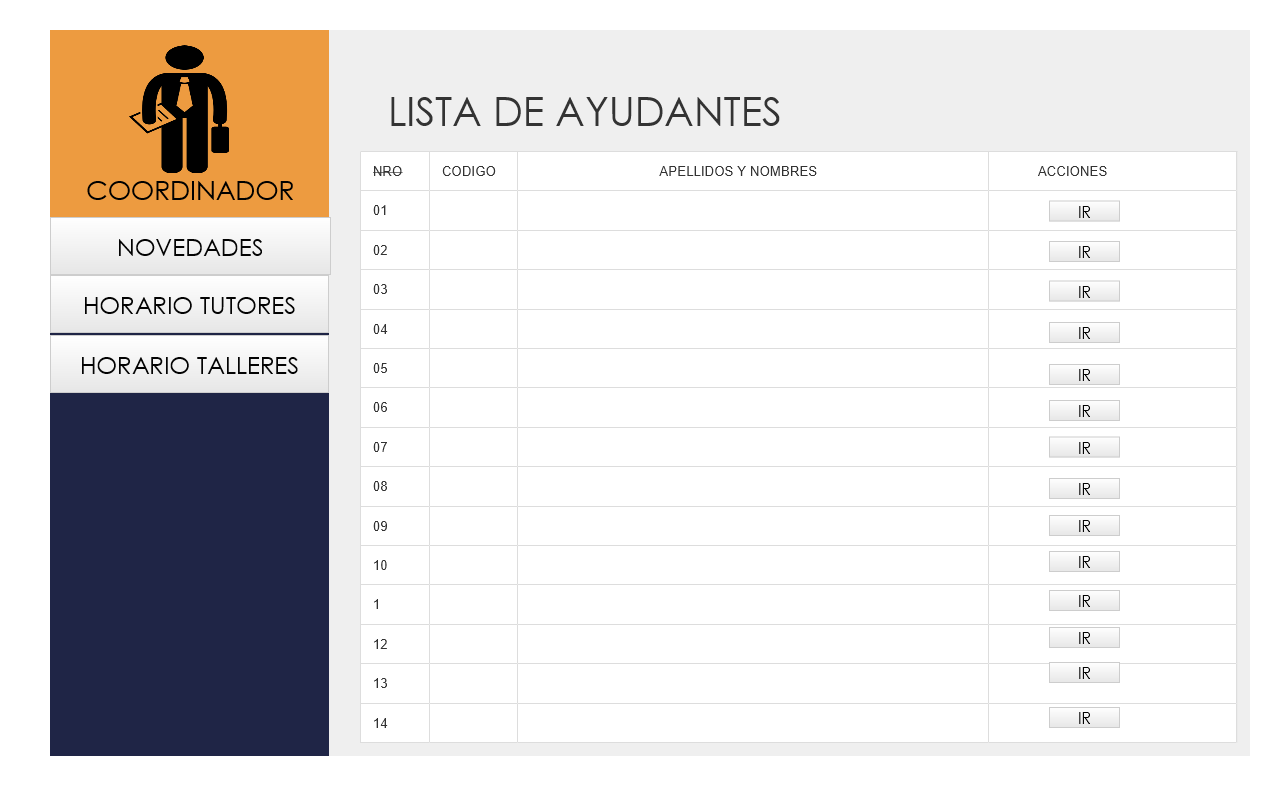 COORDINADOR
NOVEDADES
HORARIO TUTORES
HORARIO TALLERES
LISTA DE AYUDANTES
NRO CODIGO APELLIDOS Y NOMBRES ACCIONES
01 IR
02 IR
03 IR
04 IR
05 IR
06 IR
07 IR
08 IR
09 IR
10 IR
1 IR
12 IR
13 IR
14 IR